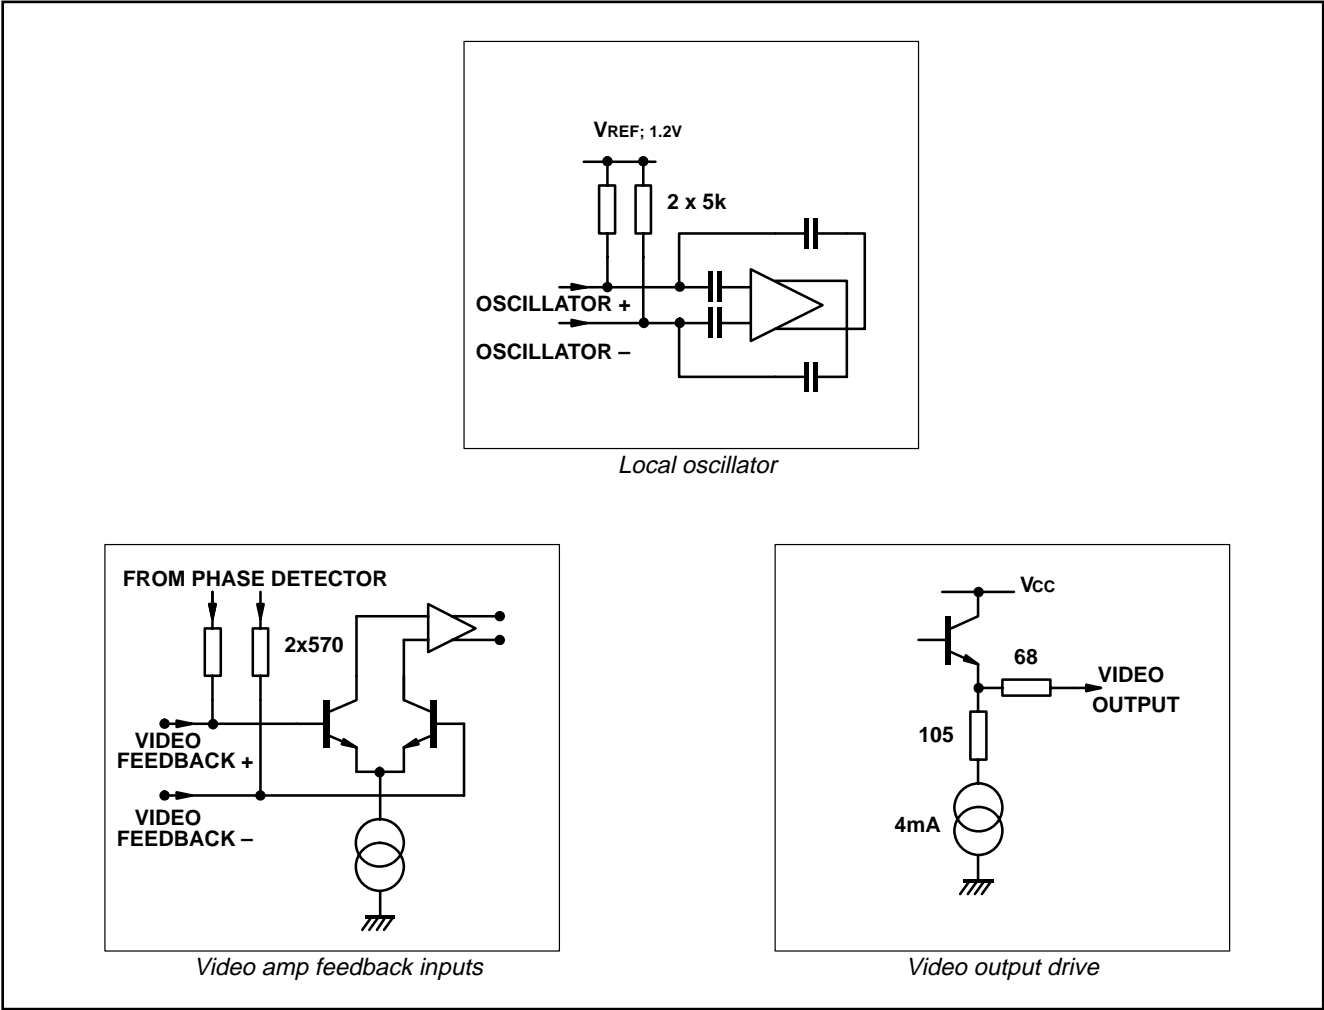 VREF; 1.2V
2 x 5k
OSCILLATOR +
OSCILLATOR –
Local oscillator
FROM PHASE DETECTOR
2x570
VIDEO
FEEDBACK +
VIDEO
FEEDBACK –
Video amp feedback inputs
VCC
68
VIDEO
OUTPUT
105
4mA
Video output drive